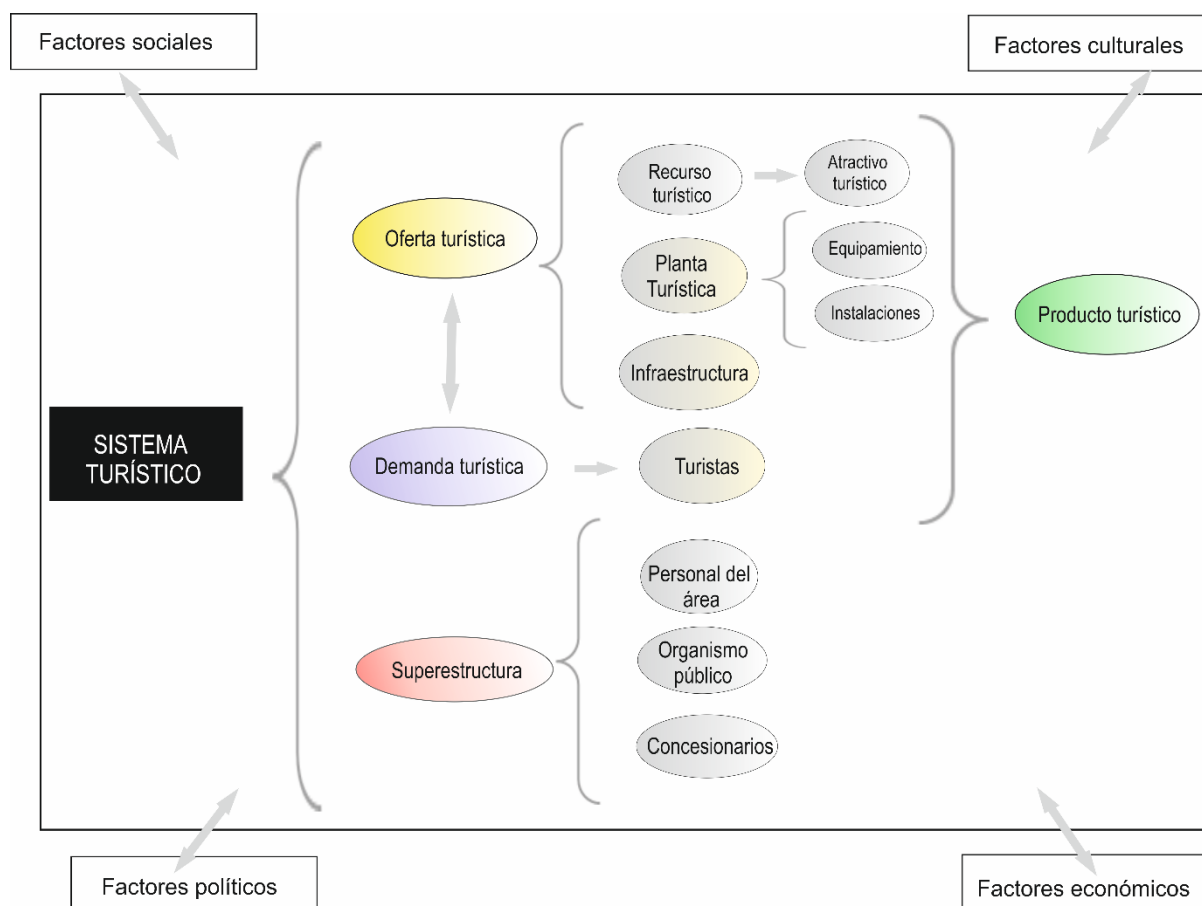 Factores sociales
Factores culturales
Recurso
turístico
Atractivo
turístico
Oferta turística
Equipamiento
Planta
Turística
Instalaciones
Producto turístico
Infraestructura
SISTEMA
TURÍSTICO
Demanda turística
Turistas
Personal del
área
Organismo
público
Superestructura
Concesionarios
Factores políticos
Factores económicos